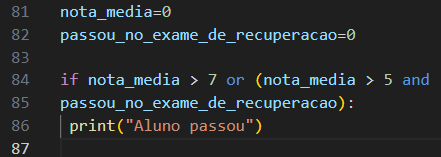 81 nota_media=0
82 passou_no_exame_de_recuperacao=0
83
84 if nota_media > 7 or (nota_media > 5 and
85 passou_no_exame_de_recuperacao):
86 print("Aluno passou")
87